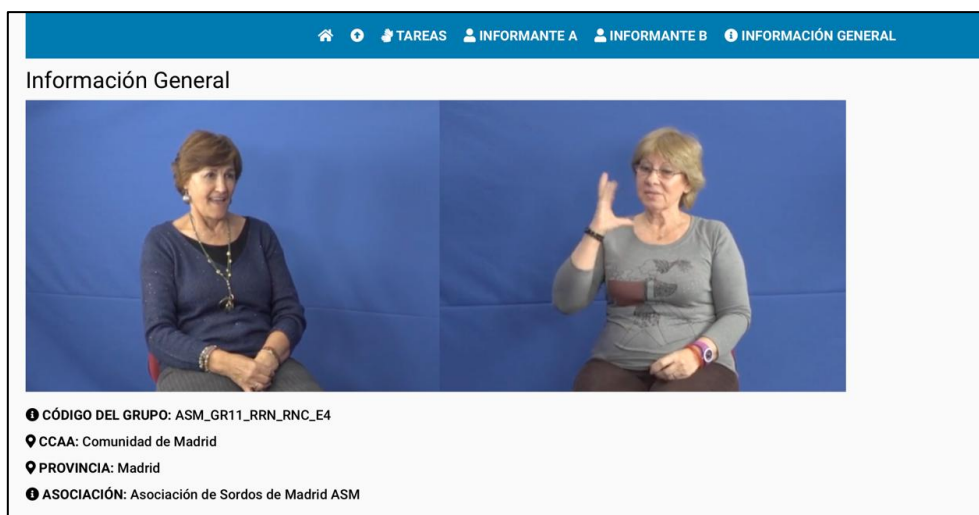 TAREAS INFORMANTE A INFORMANTE B INFORMACIÓN GENERAL
Información General
CÓDIGO DEL GRUPO: ASM_GR11_RRN_RNC_E4
CCAA: Comunidad de Madrid
PROVINCIA: Madrid
ASOCIACIÓN: Asociación de Sordos de Madrid ASM